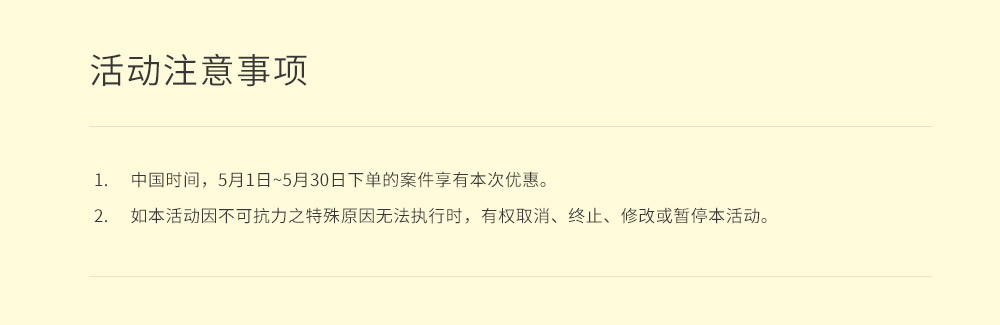 活动注意事项
1. 中国时间，5月1日~5月30日下单的案件享有本次优惠。
2. 如本活动因不可抗力之特殊原因无法执行时，有权取消、终止、修改或暂停本活动。